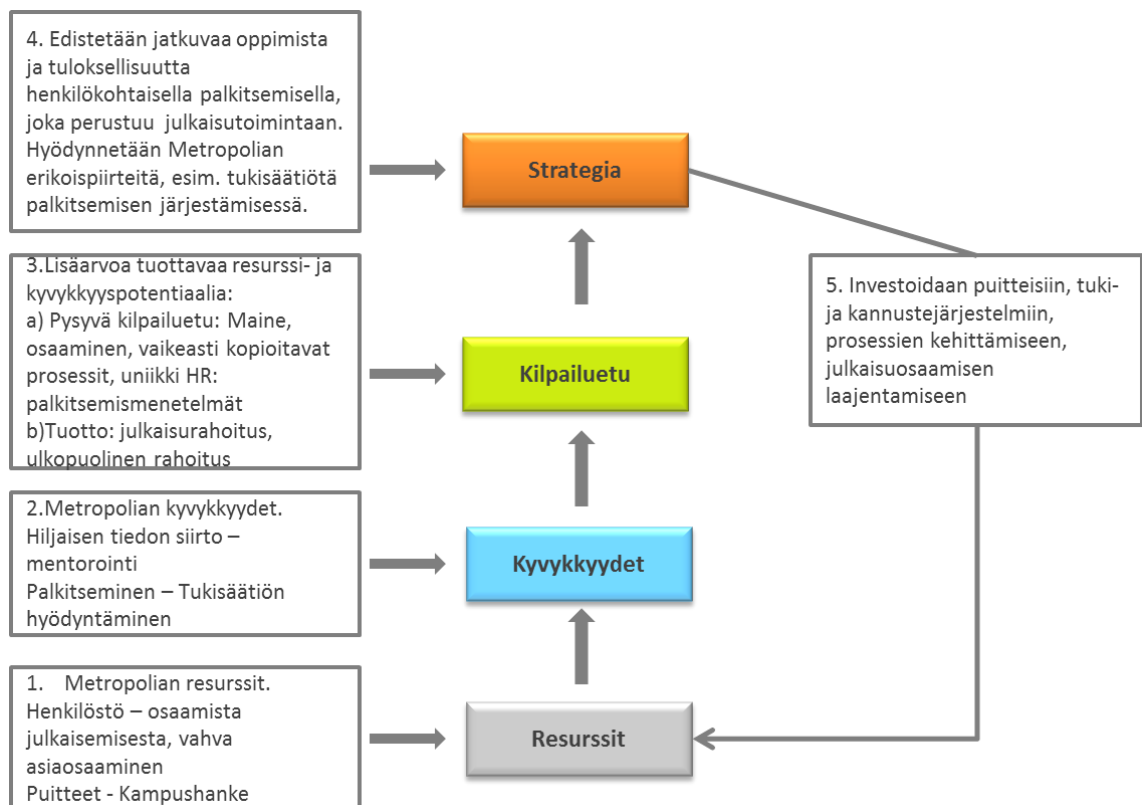 4. Edistetään jatkuvaa oppimista
ja tuloksellisuutta
henkilökohtaisella palkitsemisella,
joka perustuu julkaisutoimintaan.
Hyödynnetään Metropolian
erikoispiirteitä, esim. tukisäätiötä
palkitsemisen järjestämisessä.
Strategia
3.Lisäarvoa tuottavaa resurssi- ja
kyvykkyyspotentiaalia:
a) Pysyvä kilpailuetu: Maine,
osaaminen, vaikeasti kopioitavat
prosessit, uniikki HR:
palkitsemismenetelmät
b)Tuotto: julkaisurahoitus,
ulkopuolinen rahoitus
Kilpailuetu
5. Investoidaan puitteisiin, tuki-
ja kannustejärjestelmiin,
prosessien kehittämiseen,
julkaisuosaamisen
laajentamiseen
2.Metropolian kyvykkyydet.
Hiljaisen tiedon siirto –
mentorointi
Palkitseminen – Tukisäätiön
hyödyntäminen
Kyvykkyydet
1. Metropolian resurssit.
Henkilöstö – osaamista
julkaisemisesta, vahva
asiaosaaminen
Puitteet - Kampushanke
Resurssit